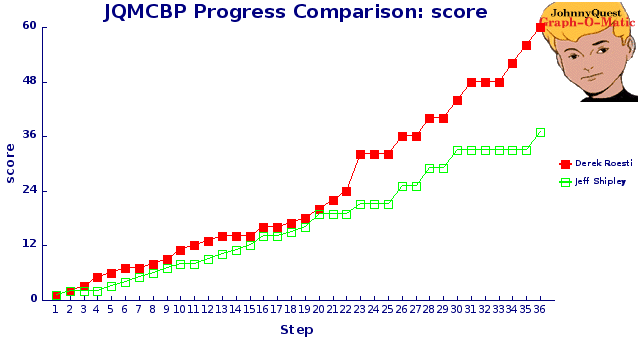 JQMCBP Progress Comparison: score
JohnnyQuest
Graph-O-Matic
60
48
36
24
12
0
score
Derek Roesti
Jeff Shipley
1 2 3 4 5 6 7 8 9 10 11 12 13 14 15 16 17 18 19 20 21 22 23 24 25 26 27 28 29 30 31 32 33 34 35 36
Step